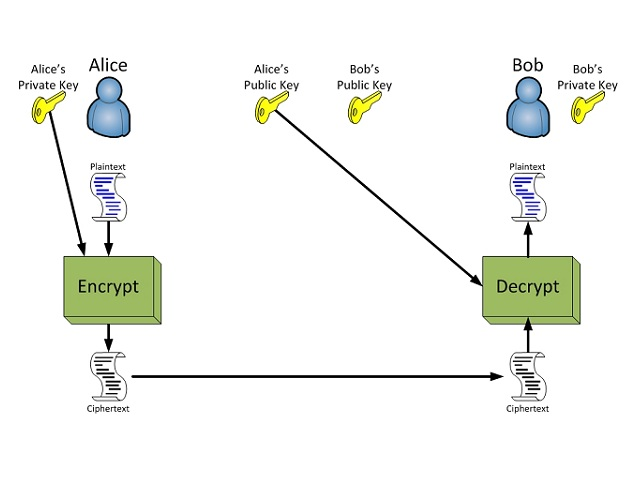 Alice's
Private Key
Alice
Alice's
Public Key
Bob's
Public Key
Bob
Bob's
Private Key
Plaintext
Plaintext
Encrypt
Decrypt
Ciphertext
Ciphertext